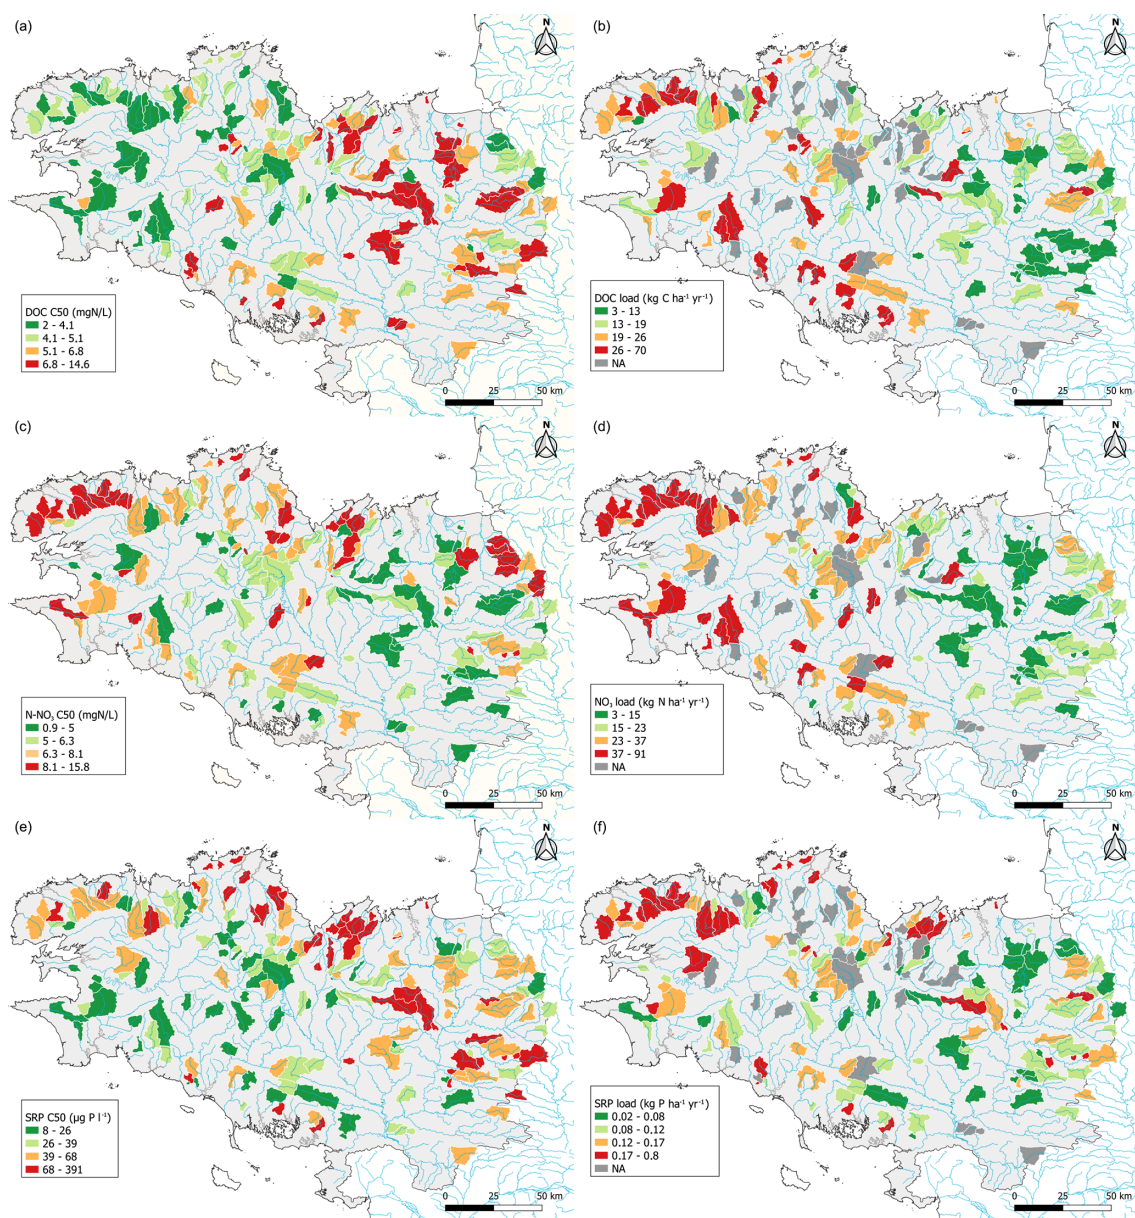 (a)
N
DOC C50 (mgN/L)
2 - 4.1
4.1 - 5.1
5.1 - 6.8
6.8 - 14.6
0 25 50 km
(b)
N
DOC load (kg C ha⁻¹ yr⁻¹)
3 - 13
13 - 19
19 - 26
26 - 70
NA
0 25 50 km
(c)
N
N-NO₃ C50 (mgN/L)
0.9 - 5
5 - 6.3
6.3 - 8.1
8.1 - 15.8
0 25 50 km
(d)
N
NO₃ load (kg N ha⁻¹ yr⁻¹)
3 - 15
15 - 23
23 - 37
37 - 91
NA
0 25 50 km
(e)
N
SRP C50 (µg P l⁻¹)
8 - 26
26 - 39
39 - 68
68 - 391
0 25 50 km
(f)
N
SRP load (kg P ha⁻¹ yr⁻¹)
0.02 - 0.08
0.08 - 0.12
0.12 - 0.17
0.17 - 0.8
NA
0 25 50 km